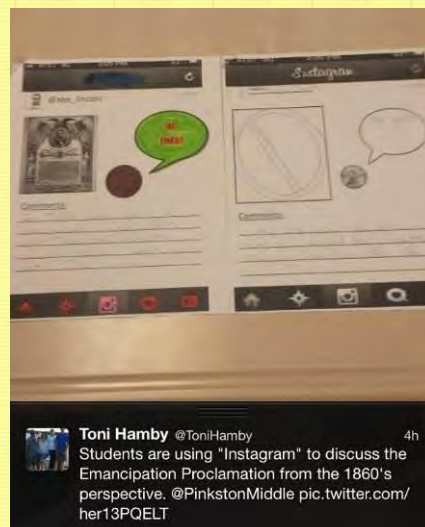 Instagram
@abe_lincoln
BE
THERE!
Comments:
Comments:
Toni Hamby @ToniHamby 4h
Students are using "Instagram" to discuss the
Emancipation Proclamation from the 1860's
perspective. @PinkstonMiddle pic.twitter.com/
her13PQELT